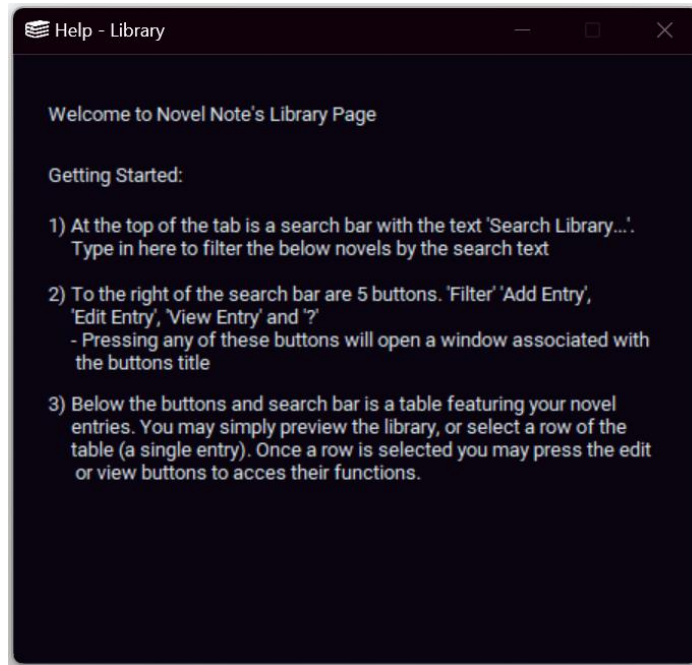 Help - Library
Welcome to Novel Note's Library Page
Getting Started:
1) At the top of the tab is a search bar with the text 'Search Library...'.
Type in here to filter the below novels by the search text
2) To the right of the search bar are 5 buttons. 'Filter' 'Add Entry',
'Edit Entry', 'View Entry' and '?'
- Pressing any of these buttons will open a window associated with
the buttons title
3) Below the buttons and search bar is a table featuring your novel
entries. You may simply preview the library, or select a row of the
table (a single entry). Once a row is selected you may press the edit
or view buttons to acces their functions.